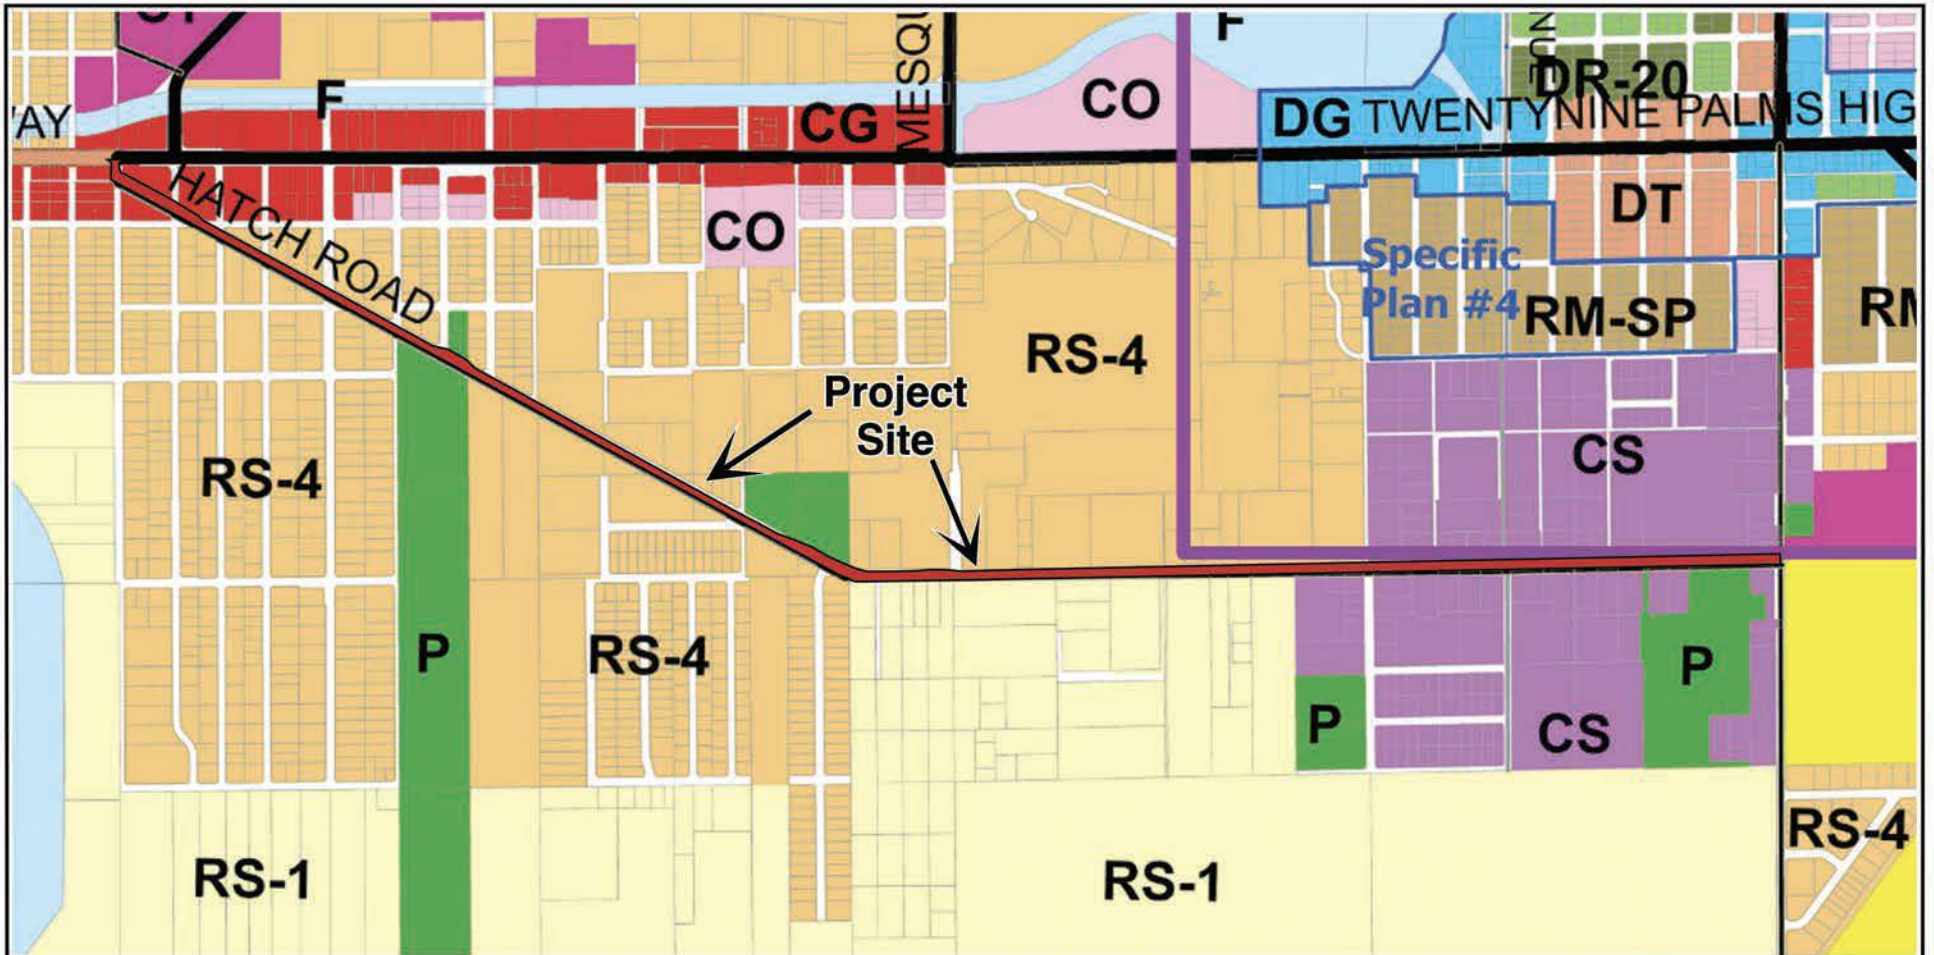 F
F
MESQU
CO
DR-20
CG
DG
TWENTYNINE PALMS HIG
AY
HATCH ROAD
CO
DT
Specific
Plan #4
RM-SP
RS-4
Project
Site
RS-4
CS
P
RS-4
P
P
CS
RS-4
RS-1
RS-1